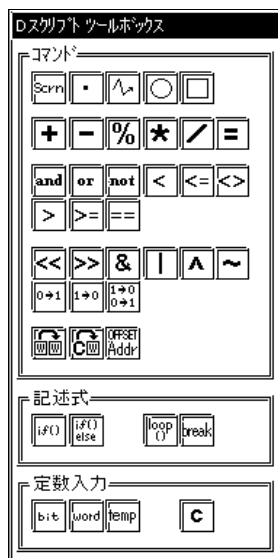 Dスクリプト ツールボックス
コマンド
Scrn
+ - % * / =
and or not < <= <>
> >= ==
<< >> & | ^ ~
0→1 1→0 1→0 0→1
W W C W OFFSET Addr
記述式
if() if() else loop () break
定数入力
bit word temp C